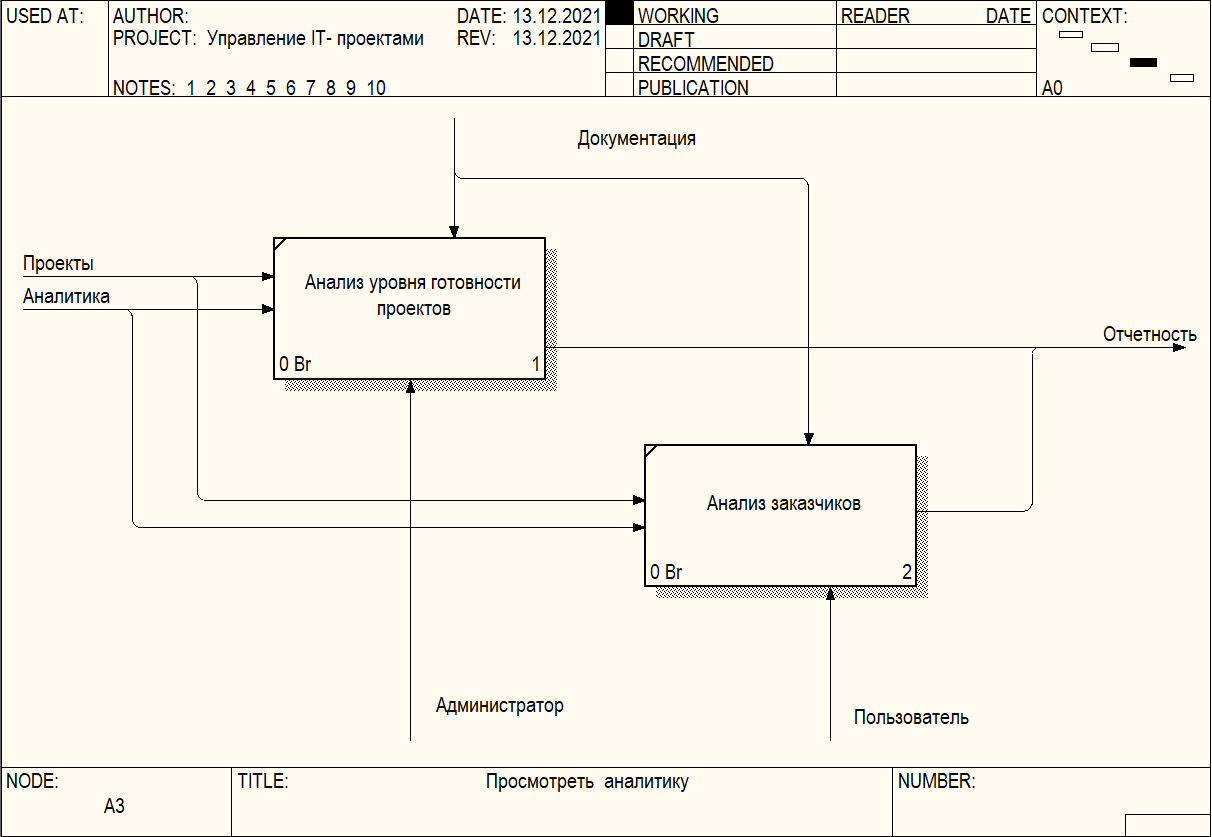 USED AT:
AUTHOR:
DATE: 13.12.2021
PROJECT: Управление IT- проектами
REV: 13.12.2021
NOTES: 1 2 3 4 5 6 7 8 9 10
WORKING
DRAFT
RECOMMENDED
PUBLICATION
READER DATE
CONTEXT:
A0
Документация
Проекты
Аналитика
Анализ уровня готовности
проектов
0 Br 1
Отчетность
Анализ заказчиков
0 Br 2
Администратор
Пользователь
NODE:
A3
TITLE:
Просмотреть аналитику
NUMBER: